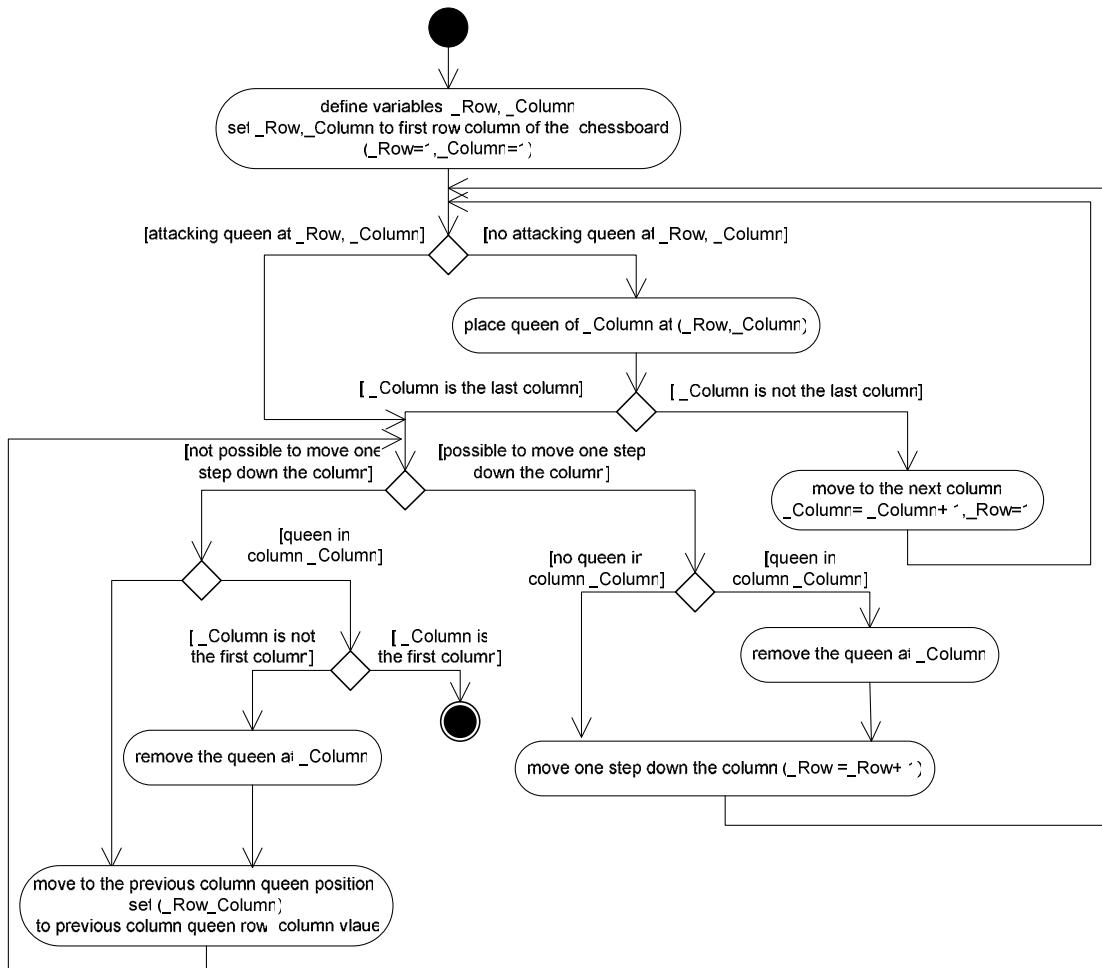 define variables _Row, _Column
set _Row,_Column to first row column of the chessboard
(_Row=1,_Column=1)
[attacking queen at _Row, _Column]
[no attacking queen at _Row, _Column]
place queen of _Column at (_Row,_Column)
[ _Column is the last column]
[ _Column is not the last column]
[not possible to move one
step down the column]
[possible to move one step
down the column]
move to the next column
_Column= _Column+ 1,_Row=1
[queen in
column _Column]
[no queen in
column _Column]
[queen in
column _Column]
[ _Column is not
the first column]
[ _Column is
the first column]
remove the queen at _Column
remove the queen at _Column
move one step down the column (_Row =_Row+ 1)
move to the previous column queen position
set (_Row_Column)
to previous column queen row column vlaue